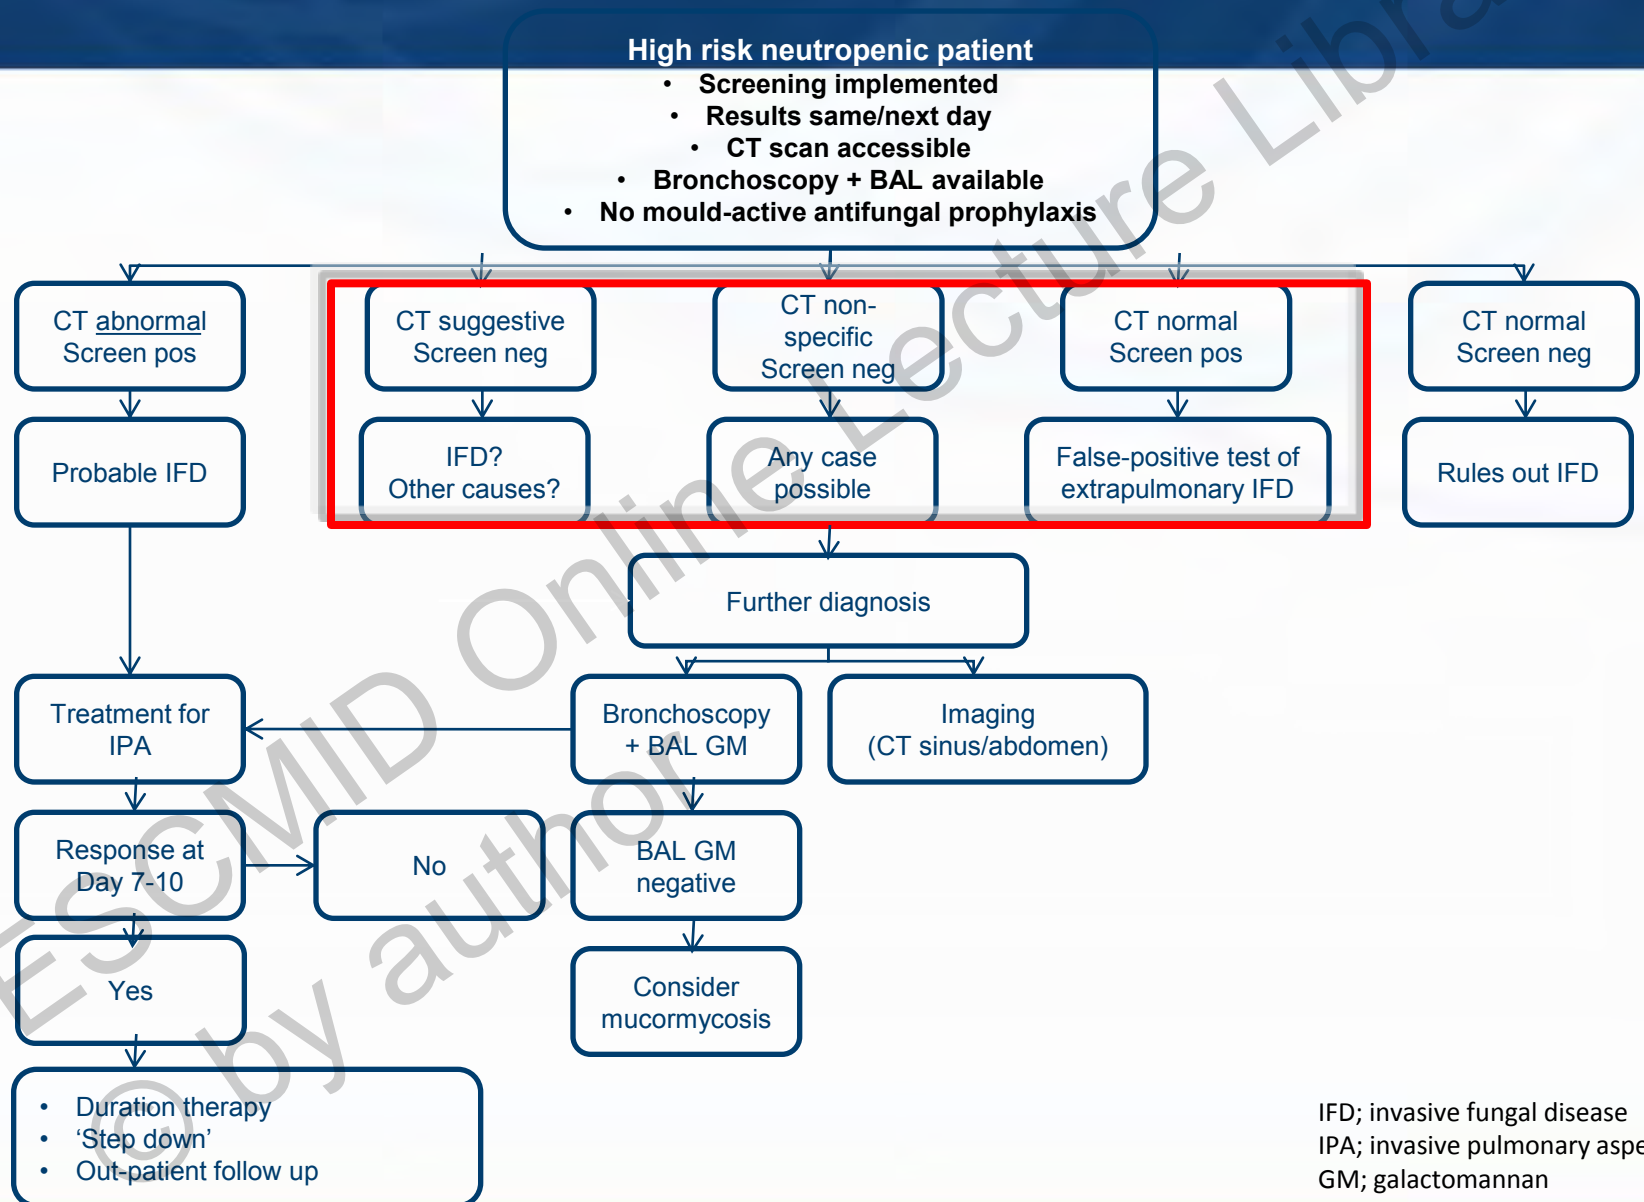 High risk neutropenic patient
• Screening implemented
• Results same/next day
• CT scan accessible
• Bronchoscopy + BAL available
• No mould-active antifungal prophylaxis
CT abnormal
Screen pos
CT suggestive
Screen neg
CT non-
specific
Screen neg
CT normal
Screen pos
CT normal
Screen neg
Probable IFD
IFD?
Other causes?
Any case
possible
False-positive test of
extrapulmonary IFD
Rules out IFD
Further diagnosis
Treatment for
IPA
Bronchoscopy
+ BAL GM
Imaging
(CT sinus/abdomen)
Response at
Day 7-10
No
BAL GM
negative
Yes
Consider
mucormycosis
• Duration therapy
• ‘Step down’
• Out-patient follow up
IFD; invasive fungal disease
IPA; invasive pulmonary
GM; galactomannan
ESCMID Online Lecture
© by author